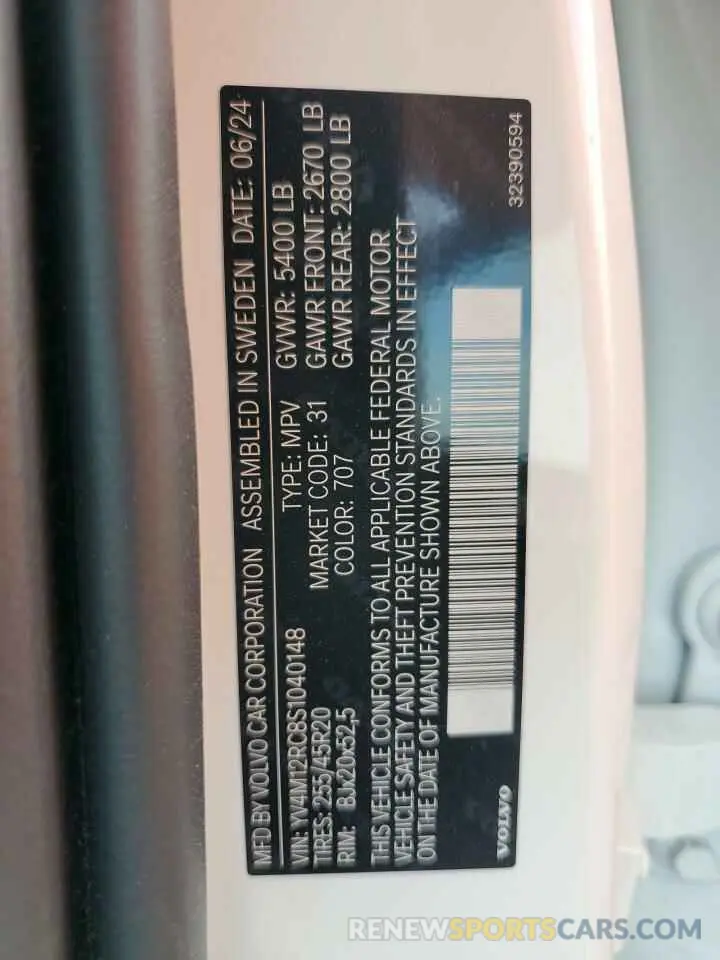 MFD BY VOLVO CAR CORPORATION ASSEMBLED IN SWEDEN DATE: 06/24
VIN: YV4M12RC8S1040148 TYPE: MPV GVWR: 5400 LB
TIRES: 255/45R20 MARKET CODE: 31 GAWR FRONT: 2670 LB
RIM: 8Jx20x52,5 COLOR: 707 GAWR REAR: 2800 LB
THIS VEHICLE CONFORMS TO ALL APPLICABLE FEDERAL MOTOR
VEHICLE SAFETY AND THEFT PREVENTION STANDARDS IN EFFECT
ON THE DATE OF MANUFACTURE SHOWN ABOVE.
VOLVO 32390594
RENEWSPORTSCARS.COM